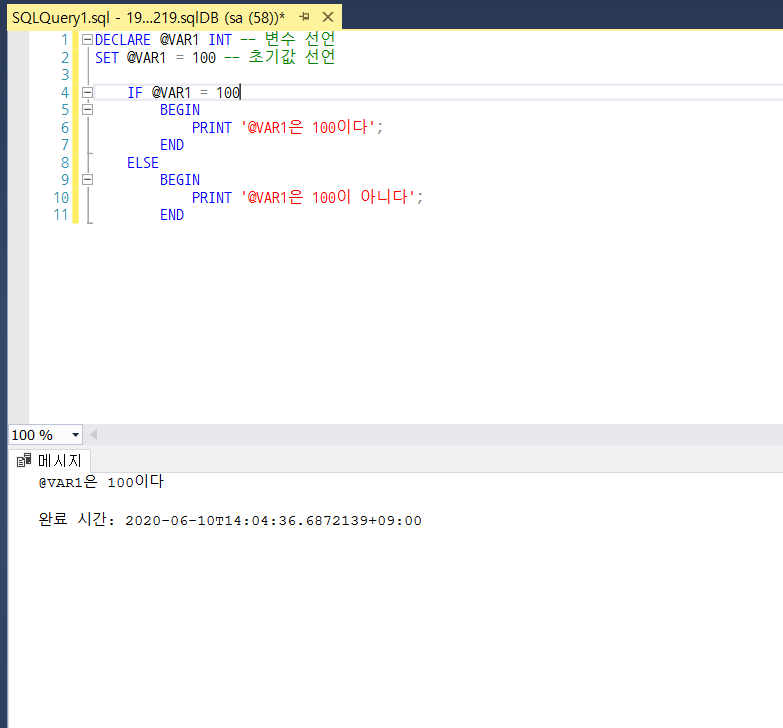 SQLQuery1.sql - 19...219.sqlDB (sa (58))*
1 DECLARE @VAR1 INT -- 변수 선언
2 SET @VAR1 = 100 -- 초기값 선언
3
4 IF @VAR1 = 100
5 BEGIN
6 PRINT '@VAR1은 100이다';
7 END
8 ELSE
9 BEGIN
10 PRINT '@VAR1은 100이 아니다';
11 END
100 %
메시지
@VAR1은 100이다
완료 시간: 2020-06-10T14:04:36.6872139+09:00